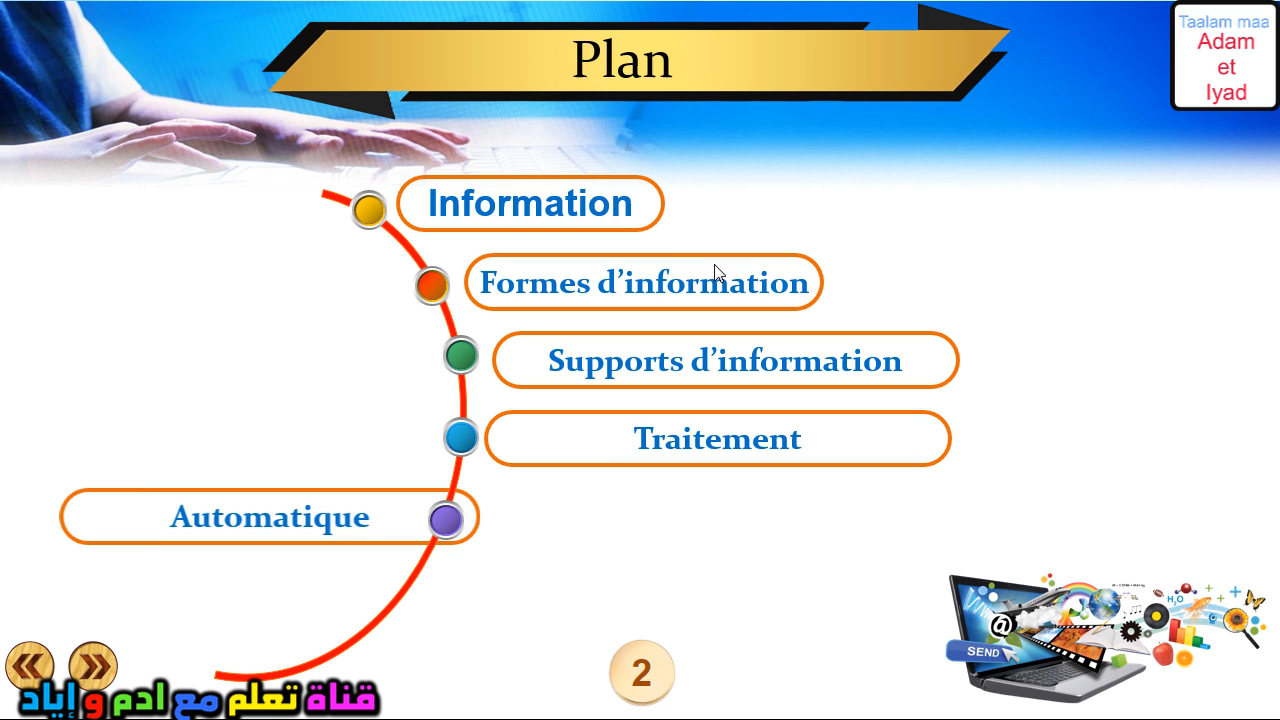 Plan
Taalam maa
Adam
et
Iyad
Information
Formes d’information
Supports d’information
Traitement
Automatique
@
SEND
H₂O
2
قناة تعلم مع ادم و إياد